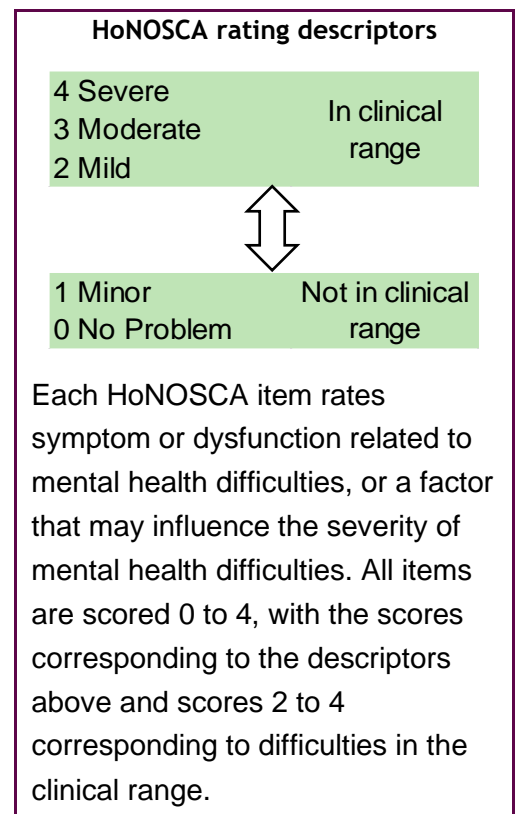 HoNOSCA rating descriptors
4 Severe
3 Moderate
2 Mild
In clinical
range
1 Minor
0 No Problem
Not in clinical
range
Each HoNOSCA item rates
symptom or dysfunction related to
mental health difficulties, or a factor
that may influence the severity of
mental health difficulties. All items
are scored 0 to 4, with the scores
corresponding to the descriptors
above and scores 2 to 4
corresponding to difficulties in the
clinical range.